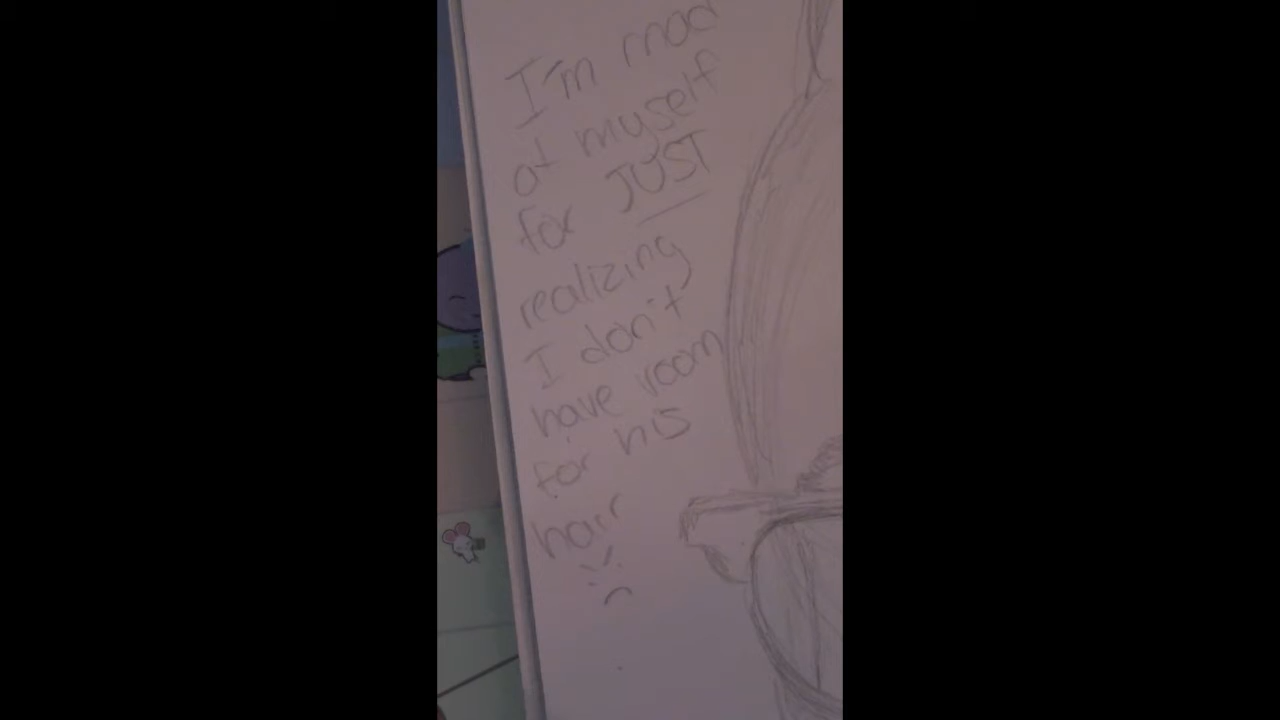 I'm mad
at myself
for JUST
realizing
I don't
have room
for his
hair